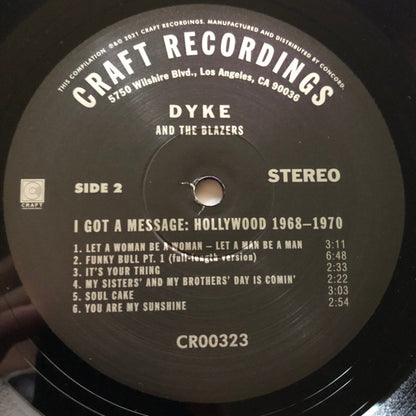 THIS COMPILATION ℗&© 2021 CRAFT RECORDINGS. MANUFACTURED AND DISTRIBUTED BY CONCORD.
CRAFT RECORDINGS
5750 Wilshire Blvd., Los Angeles, CA 90036
DYKE
AND THE BLAZERS
CRAFT
SIDE 2
STEREO
I GOT A MESSAGE: HOLLYWOOD 1968–1970
1. LET A WOMAN BE A WOMAN – LET A MAN BE A MAN 3:11
2. FUNKY BULL PT. 1 (full-length version) 6:48
3. IT'S YOUR THING 2:33
4. MY SISTERS' AND MY BROTHERS' DAY IS COMIN' 2:22
5. SOUL CAKE 3:03
6. YOU ARE MY SUNSHINE 2:54
CR00323